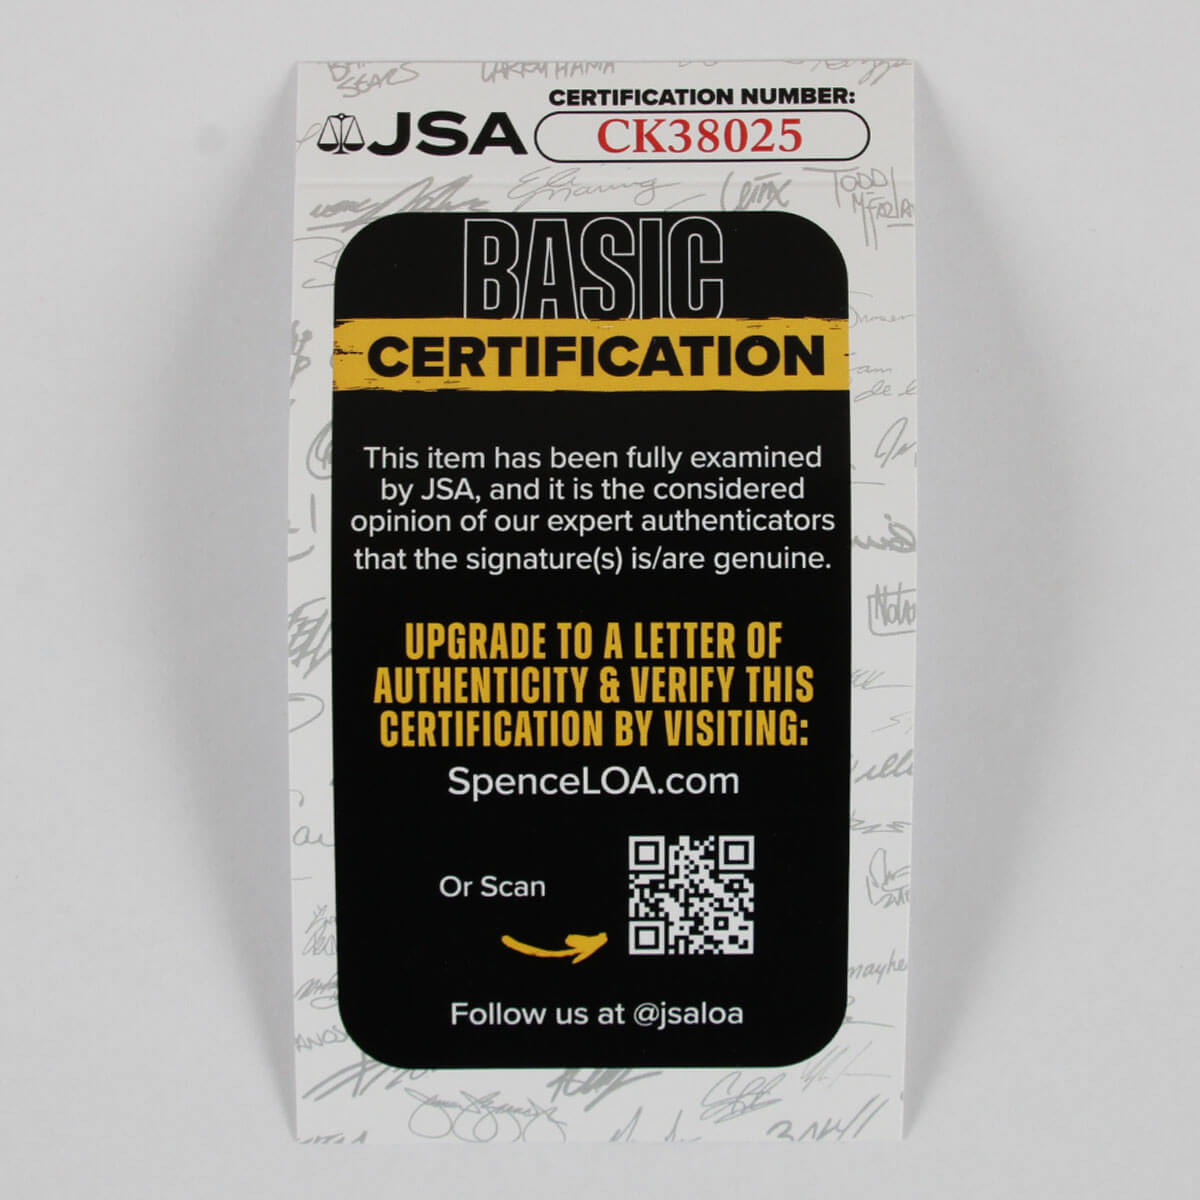 JSA
CERTIFICATION NUMBER:
CK38025
BASIC
CERTIFICATION
This item has been fully examined
by JSA, and it is the considered
opinion of our expert authenticators
that the signature(s) is/are genuine.
UPGRADE TO A LETTER OF
AUTHENTICITY & VERIFY THIS
CERTIFICATION BY VISITING:
SpenceLOA.com
Or Scan
Follow us at @jsaloa